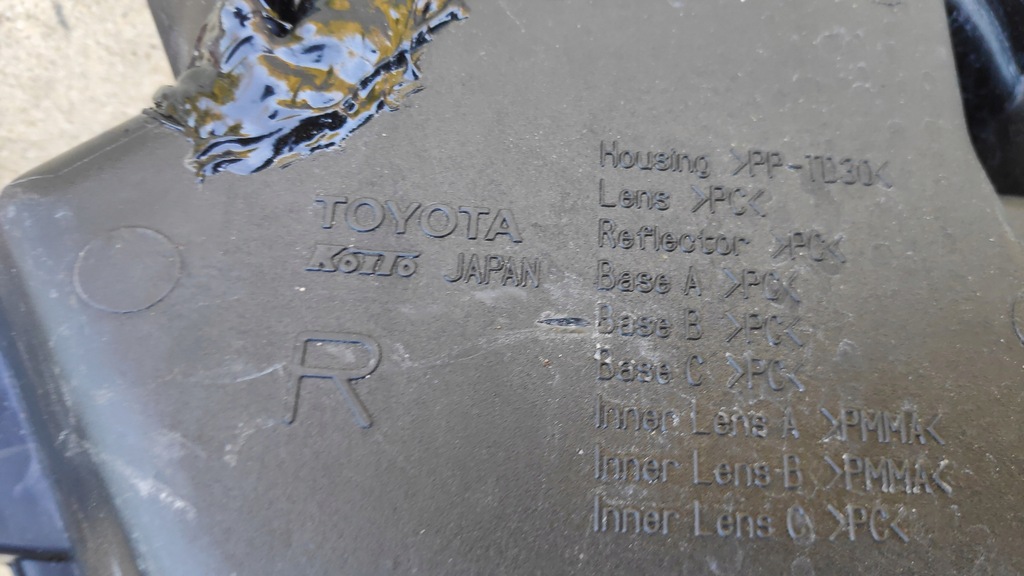 TOYOTA
KOITO JAPAN
R
Housing >PP-TD30<
Lens >PC<
Reflector >PC<
Base A >PC<
Base B >PC<
Base C >PC<
Inner Lens A >PMMA<
Inner Lens B >PMMA<
Inner Lens C >PC<